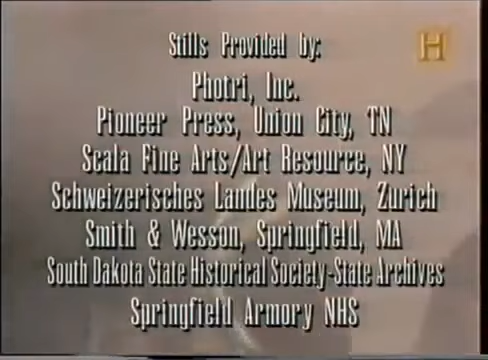 Stills Provided by:
H
Photri, Inc.
Pioneer Press, Union City, TN
Scala Fine Arts/Art Resource, NY
Schweizerisches Landes Museum, Zurich
Smith & Wesson, Springfield, MA
South Dakota State Historical Society-State Archives
Springfield Armory NHS